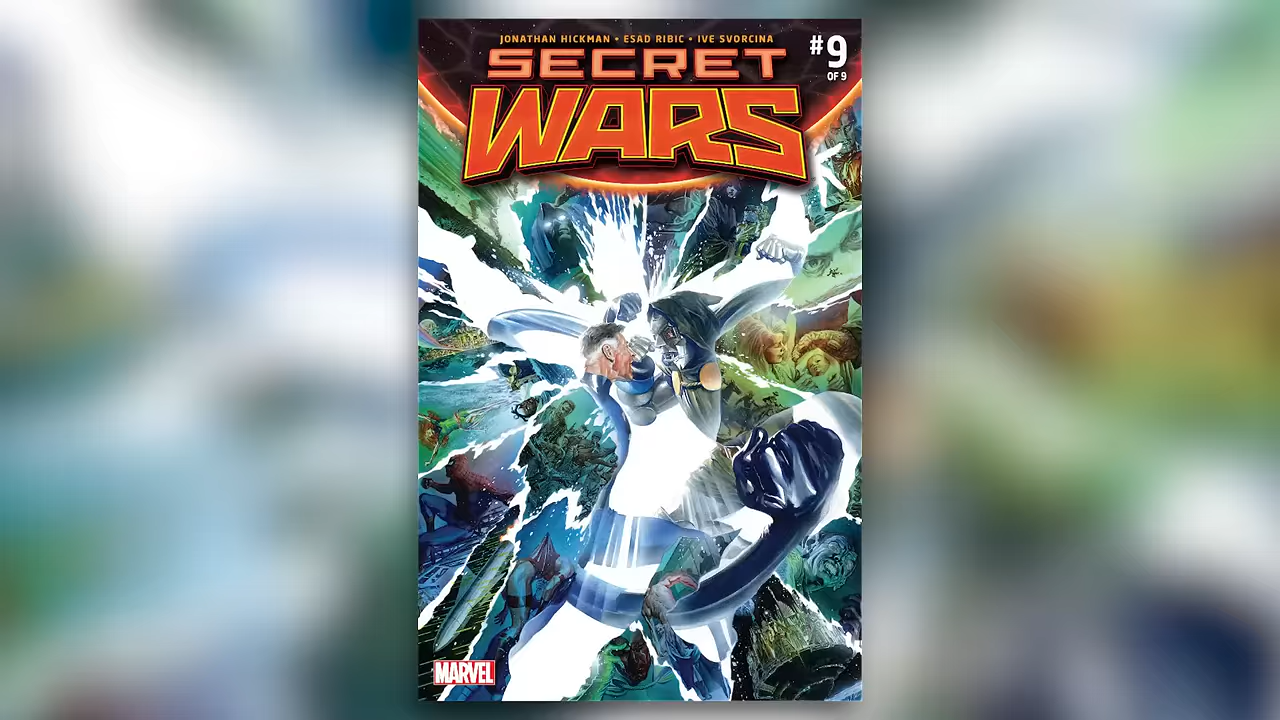 JONATHAN HICKMAN • ESAD RIBIC • IVE SVORCINA
SECRET
WARS
#9
OF 9
MARVEL